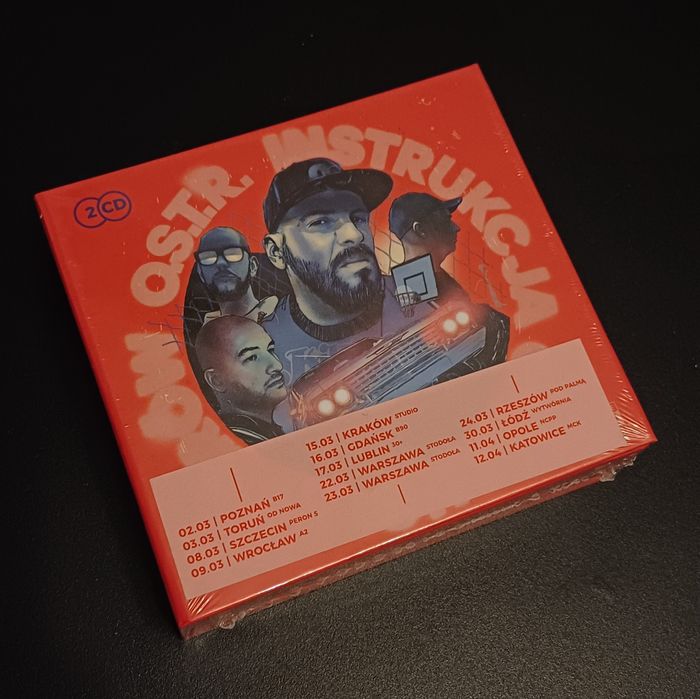 2 CD
O.S.T.R. INSTRUKCJA
02.03 | POZNAŃ B17
03.03 | TORUŃ OD NOWA
08.03 | SZCZECIN PERON 5
09.03 | WROCŁAW A2
15.03 | KRAKÓW STUDIO
16.03 | GDAŃSK B90
17.03 | LUBLIN 30+
22.03 | WARSZAWA STODOŁA
23.03 | WARSZAWA STODOŁA
24.03 | RZESZÓW POD PALMĄ
30.03 | ŁÓDŹ WYTWÓRNIA
11.04 | OPOLE NCPP
12.04 | KATOWICE MCK